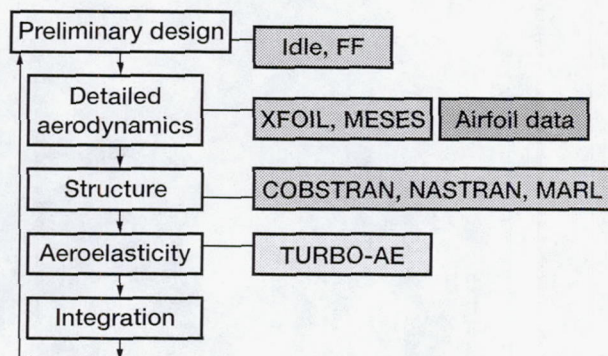 Preliminary design
Idle, FF
Detailed
aerodynamics
XFOIL, MESES
Airfoil data
Structure
COBSTRAN, NASTRAN, MARL
Aeroelasticity
TURBO-AE
Integration